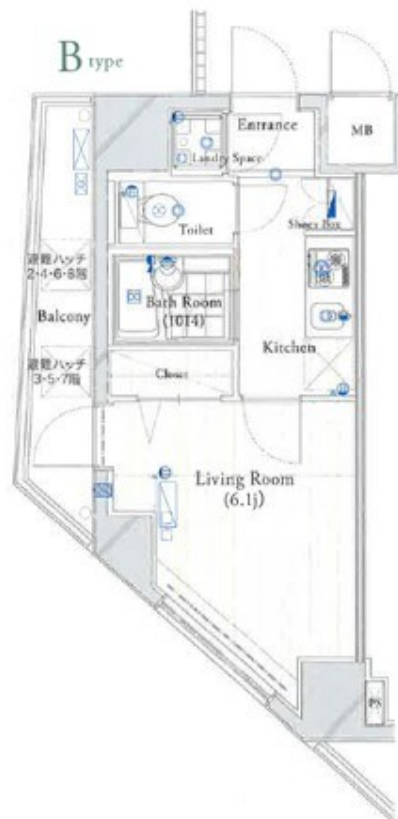 B type
Entrance
MB
Landry Space
Toilet
Shoes Box
避難ハッチ
2・4・6・8階
Balcony
Bath Room
(1014)
Kitchen
避難ハッチ
3・5・7階
Closet
Living Room
(6.1j)
PS